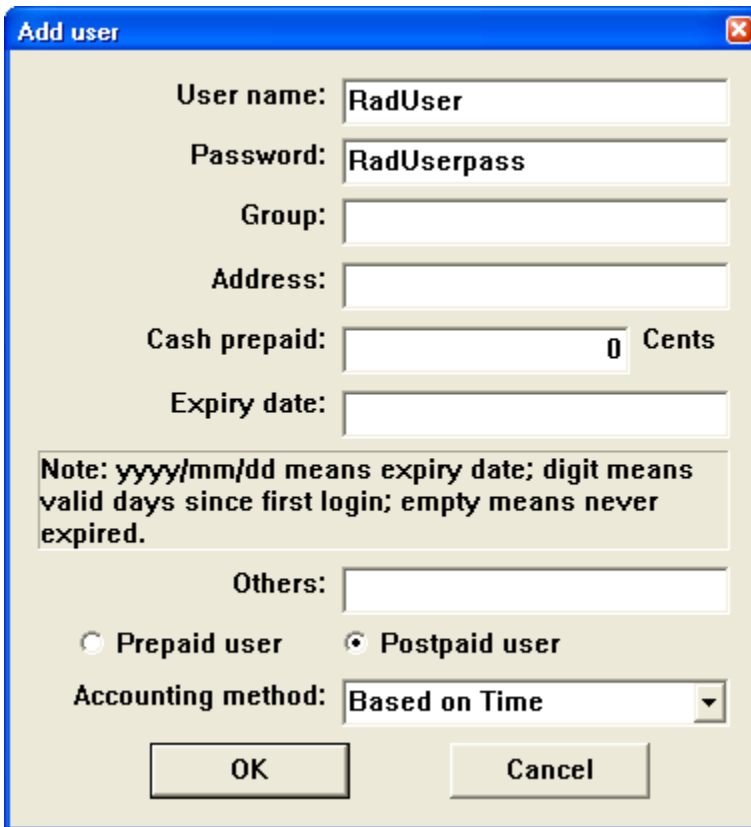 Add user
User name: RadUser
Password: RadUserpass
Group:
Address:
Cash prepaid: 0 Cents
Expiry date:
Note: yyyy/mm/dd means expiry date; digit means
valid days since first login; empty means never
expired.
Others:
Prepaid user Postpaid user
Accounting method: Based on Time
OK Cancel